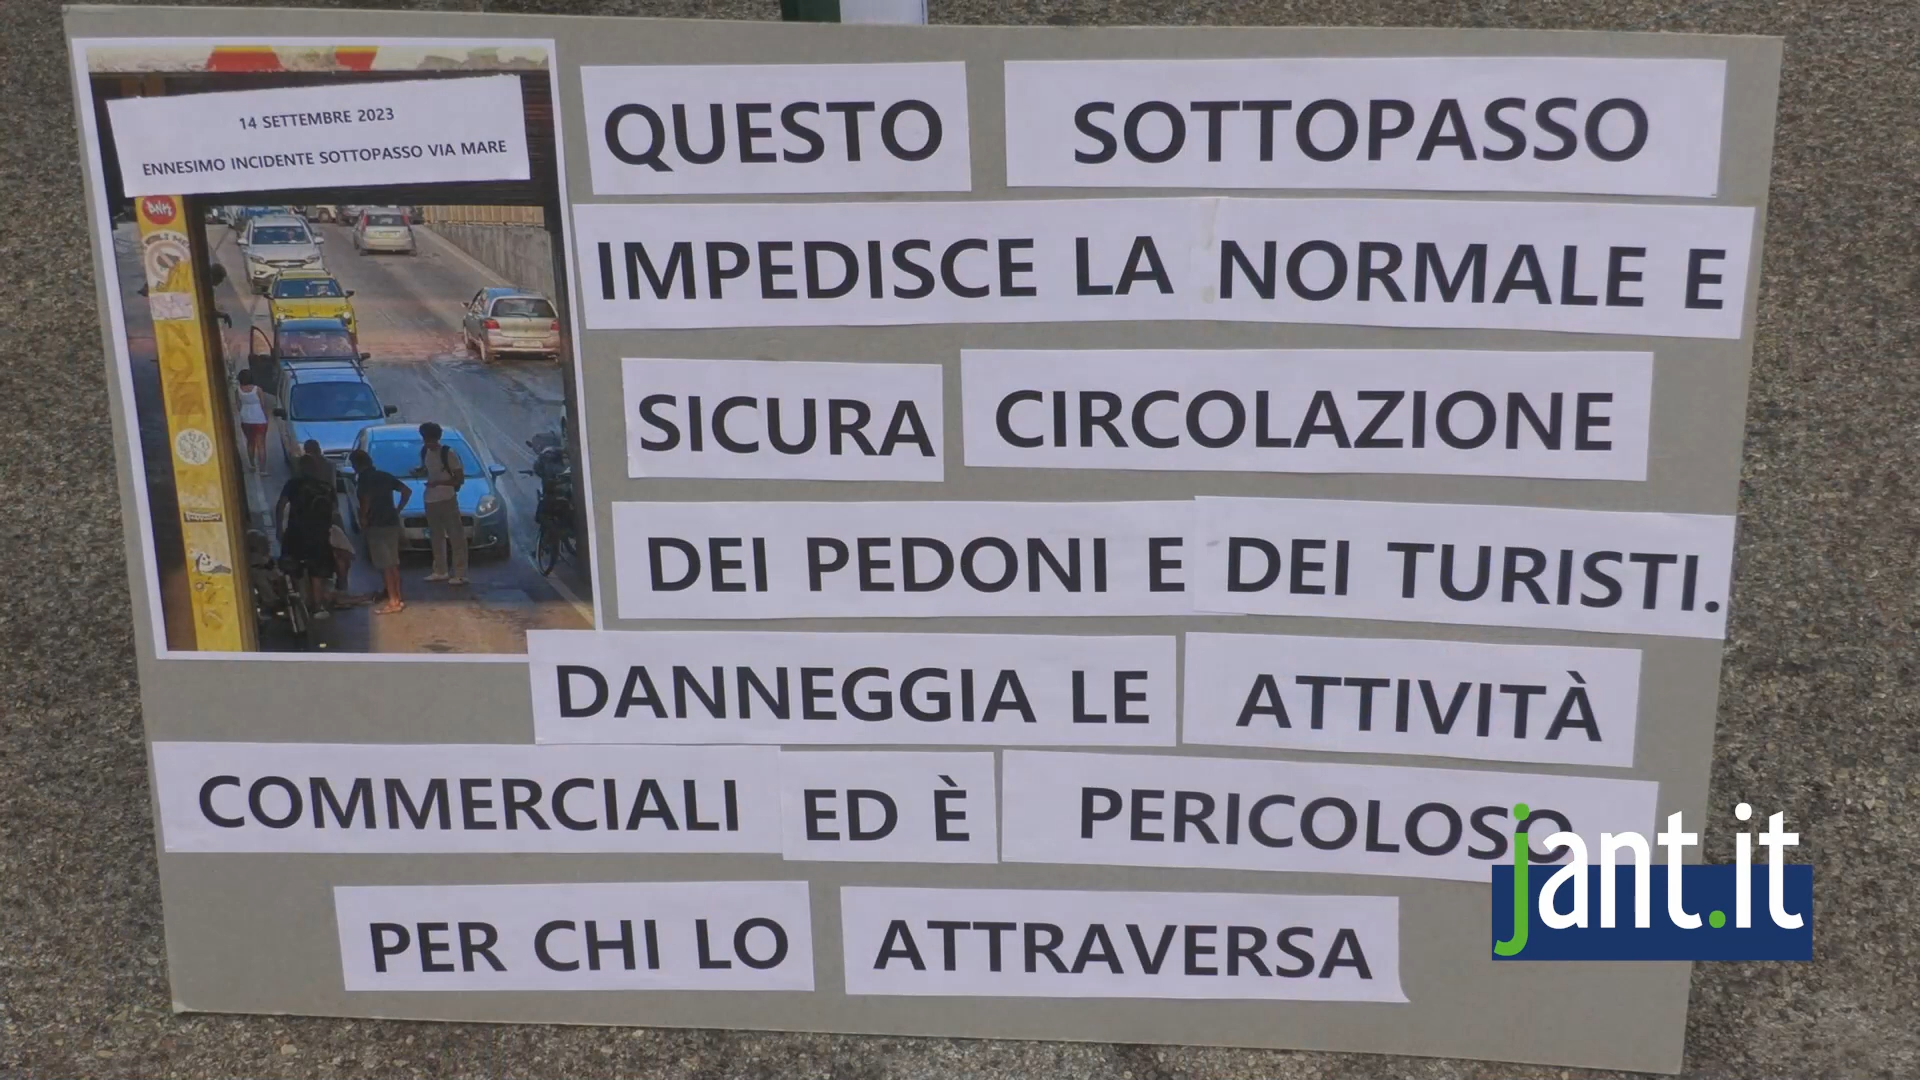 14 SETTEMBRE 2023
ENNESIMO INCIDENTE SOTTOPASSO VIA MARE
QUESTO SOTTOPASSO
IMPEDISCE LA NORMALE E
SICURA CIRCOLAZIONE
DEI PEDONI E DEI TURISTI.
DANNEGGIA LE ATTIVITÀ
COMMERCIALI ED È PERICOLOSO
PER CHI LO ATTRAVERSA
jant.it